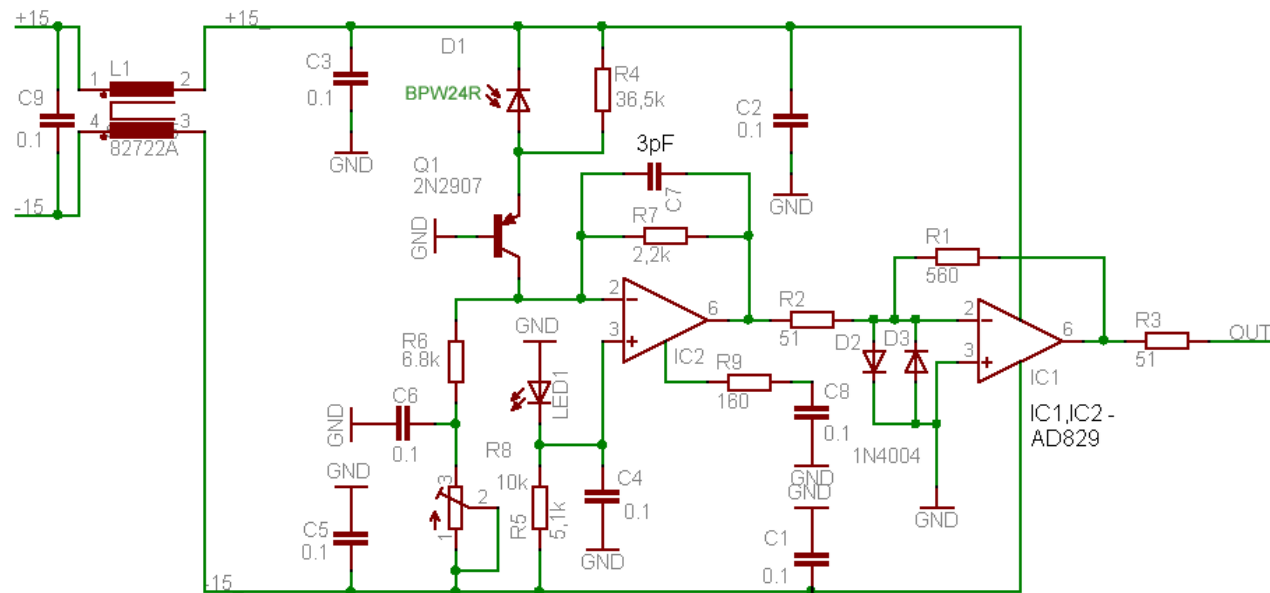 +15
+15_
D1
L1
1
2
C3
0.1
R4
36,5k
C9
0.1
BPW24R
C2
0.1
4
3
82722A
GND
3pF
Q1
2N2907
C7
-15
GND
GND
R7
2,2k
R1
560
2
6
R2
51
2
3
IC2
D2
D3
3
6
R3
51
OUT
GND
R6
6.8k
LED1
R9
160
IC1
C6
0.1
GND
C8
0.1
IC1,IC2 -
AD829
1N4004
R8
10k
GND
3
2
1
R5
5,1k
C4
0.1
GND
GND
C5
0.1
GND
C1
0.1
GND
-15